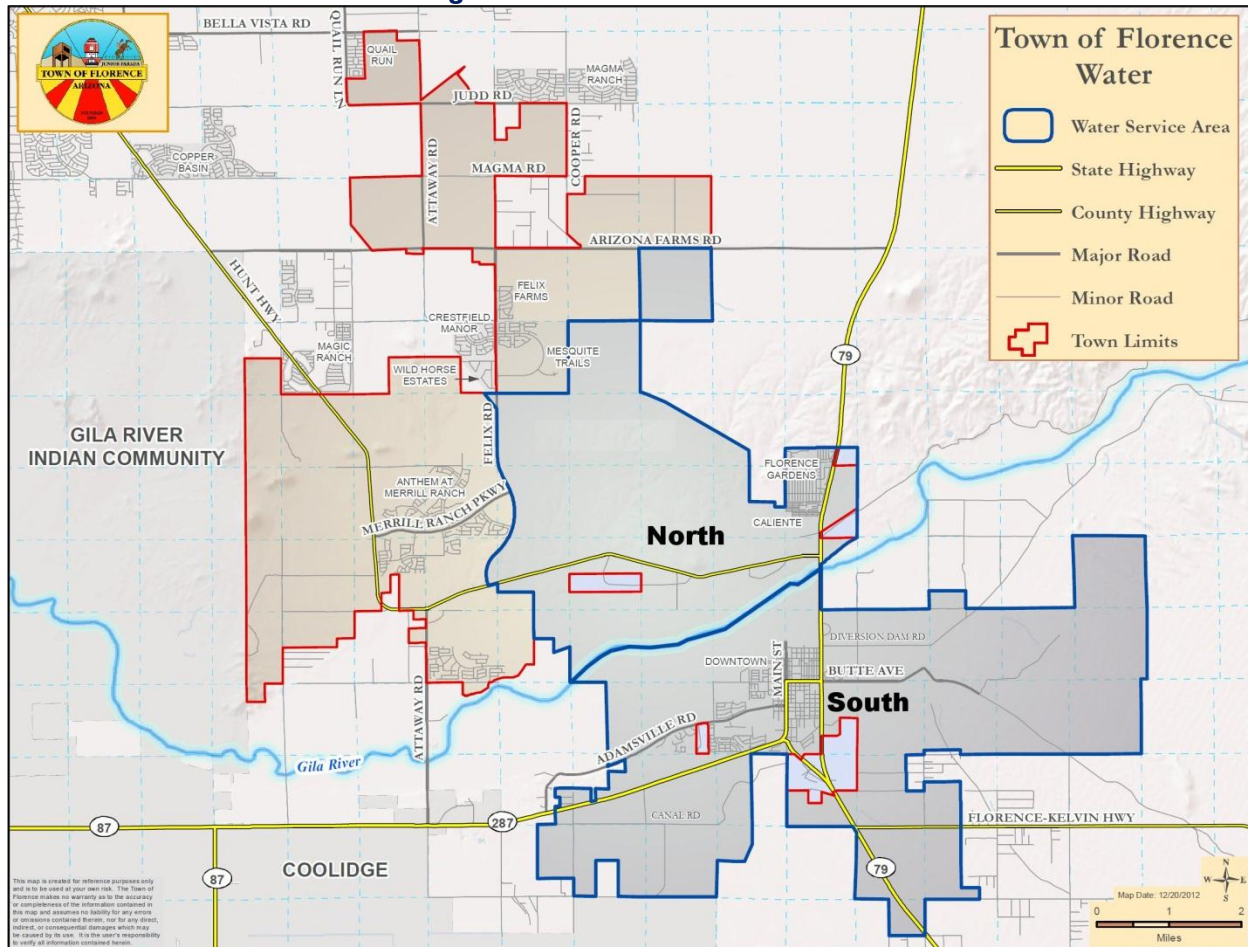 g
BELLA VISTA RD
QUAIL RUN LN
QUAIL
RUN
MAGMA
RANCH
JUDD RD
JUNIOR PARADA
TOWN OF FLORENCE
ARIZONA
COPPER
BASIN
ATTAWAY RD
MAGMA RD
COOPER RD
ARIZONA FARMS RD
HUNT HWY
FELIX
FARMS
CRESTFIELD
MANOR
MAGIC
RANCH
MESQUITE
TRAILS
WILD HORSE
ESTATES
79
FELIX RD
GILA RIVER
INDIAN COMMUNITY
FLORENCE
GARDENS
ANTHEM AT
MERRILL RANCH
MERRILL RANCH PKWY
CALIENTE
North
DIVERSION DAM RD
DOWNTOWN
MAIN ST
BUTTE AVE
South
ATTAWAY RD
ADAMSVILLE RD
Gila River
CANAL RD
87
287
FLORENCE-KELVIN HWY
COOLIDGE
87
79
Town of Florence
Water
Water Service Area
State Highway
County Highway
Major Road
Minor Road
Town Limits
This map is created for reference purposes only
and is to be used at your own risk. The Town of
Florence makes no warranty as to the accuracy
or completeness of the information contained in
this map and assumes no liability for any errors
or omissions contained therein, nor for any direct,
indirect, or consequential damages which may
be caused by its use. It is the user's responsibility
to verify all information contained herein.
N
W E
S
Map Date: 12/20/2012
0 1 2
Miles